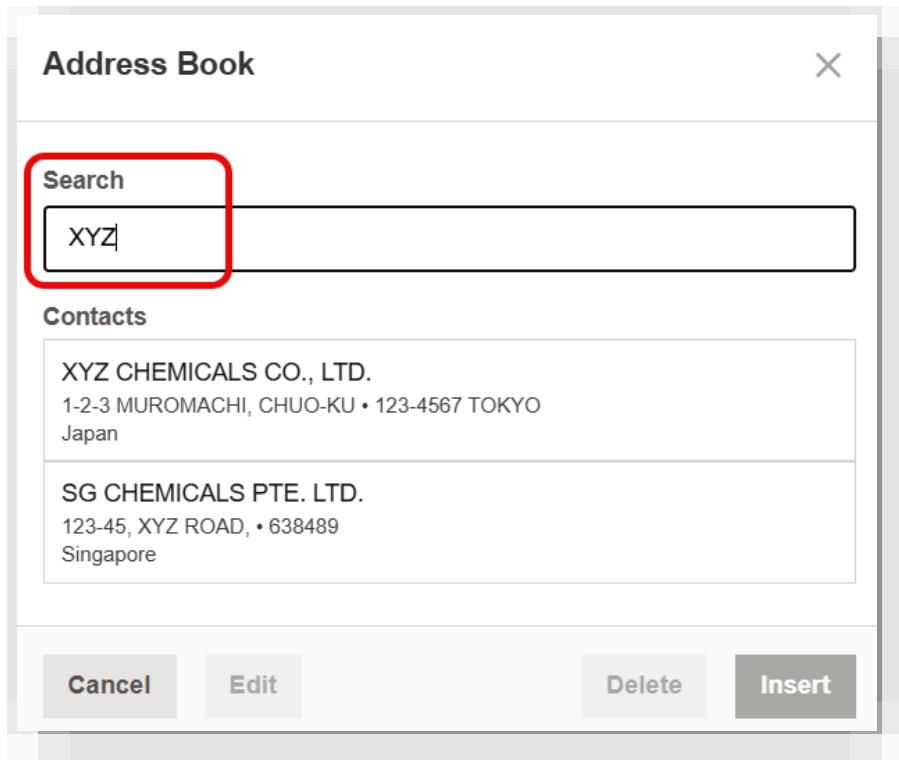 Address Book
Search
XYZ
Contacts
XYZ CHEMICALS CO., LTD.
1-2-3 MUROMACHI, CHUO-KU • 123-4567 TOKYO
Japan
SG CHEMICALS PTE. LTD.
123-45, XYZ ROAD, • 638489
Singapore
Cancel Edit Delete Insert